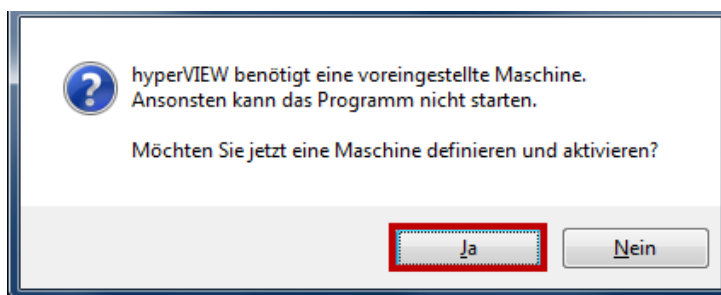 hyperVIEW benötigt eine voreingestellte Maschine.
Ansonsten kann das Programm nicht starten.
Möchten Sie jetzt eine Maschine definieren und aktivieren?
Ja
Nein